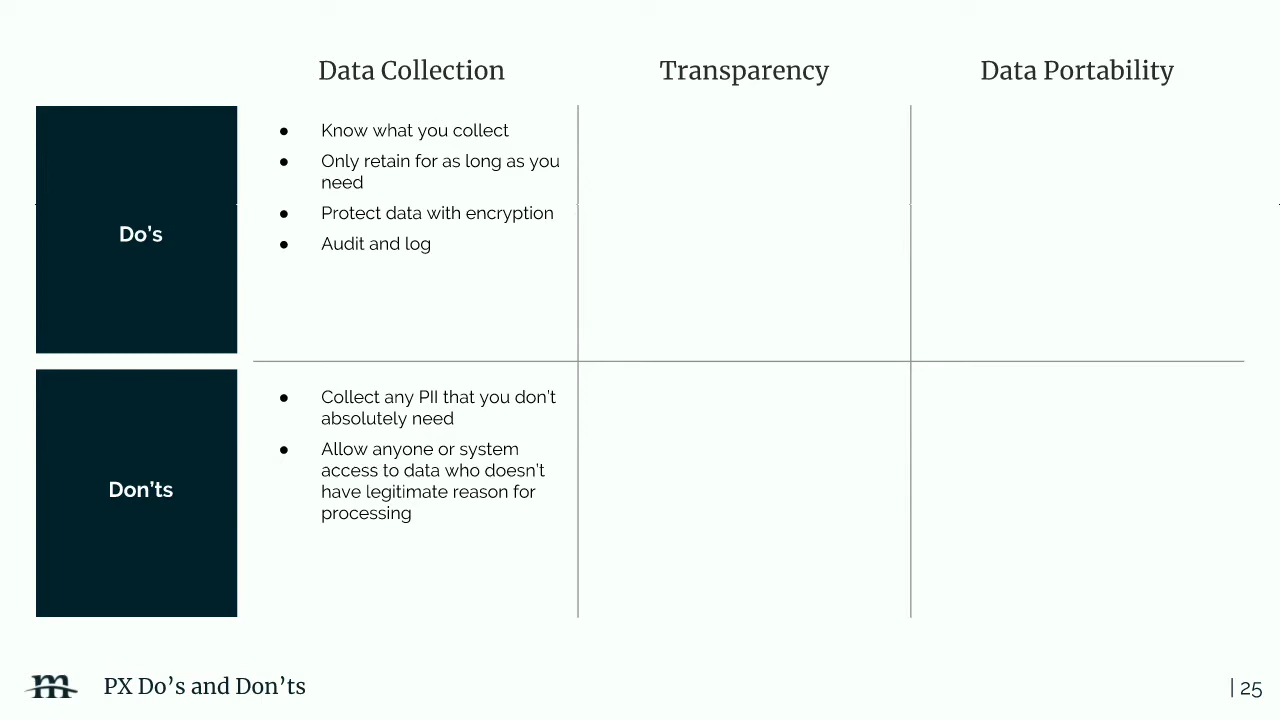 Data Collection
Transparency
Data Portability
Do’s
● Know what you collect
● Only retain for as long as you
need
● Protect data with encryption
● Audit and log
Don’ts
● Collect any PII that you don’t
absolutely need
● Allow anyone or system
access to data who doesn’t
have legitimate reason for
processing
m
PX Do’s and Don’ts
| 25